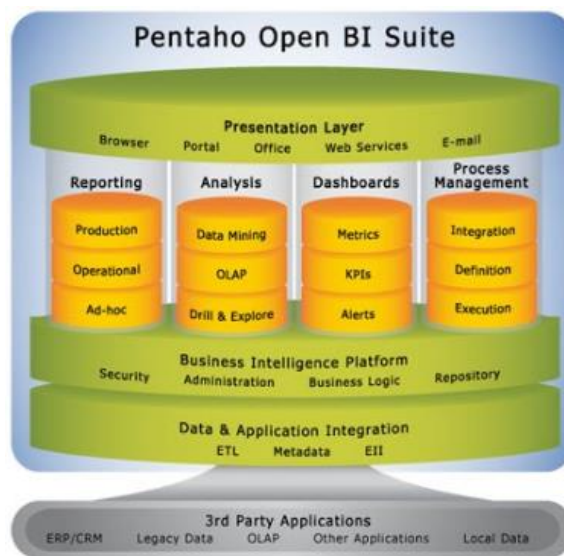 Pentaho Open BI Suite
Presentation Layer
Browser Portal Office Web Services E-mail
Reporting Analysis Dashboards Process Management
Production Data Mining Metrics Integration
Operational OLAP KPIs Definition
Ad-hoc Drill & Explore Alerts Execution
Business Intelligence Platform
Security Administration Business Logic Repository
Data & Application Integration
ETL Metadata EII
3rd Party Applications
ERP/CRM Legacy Data OLAP Other Applications Local Data